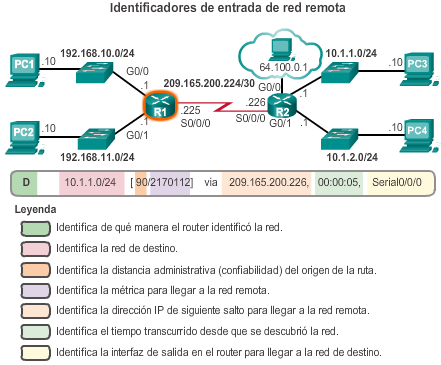 Identificadores de entrada de red remota
192.168.10.0/24
10.1.1.0/24
64.100.0.1
PC1
.10
G0/0
G0/0
.10
PC3
209.165.200.224/30
.1
.1
R1
.225
.226
R2
S0/0/0
S0/0/0
.1
G0/1
G0/1
.1
PC2
.10
.10
PC4
192.168.11.0/24
10.1.2.0/24
D 10.1.1.0/24 [ 90/2170112] via 209.165.200.226, 00:00:05, Serial0/0/0
Leyenda
Identifica de qué manera el router identificó la red.
Identifica la red de destino.
Identifica la distancia administrativa (confiabilidad) del origen de la ruta.
Identifica la métrica para llegar a la red remota.
Identifica la dirección IP de siguiente salto para llegar a la red remota.
Identifica el tiempo transcurrido desde que se descubrió la red.
Identifica la interfaz de salida en el router para llegar a la red de destino.